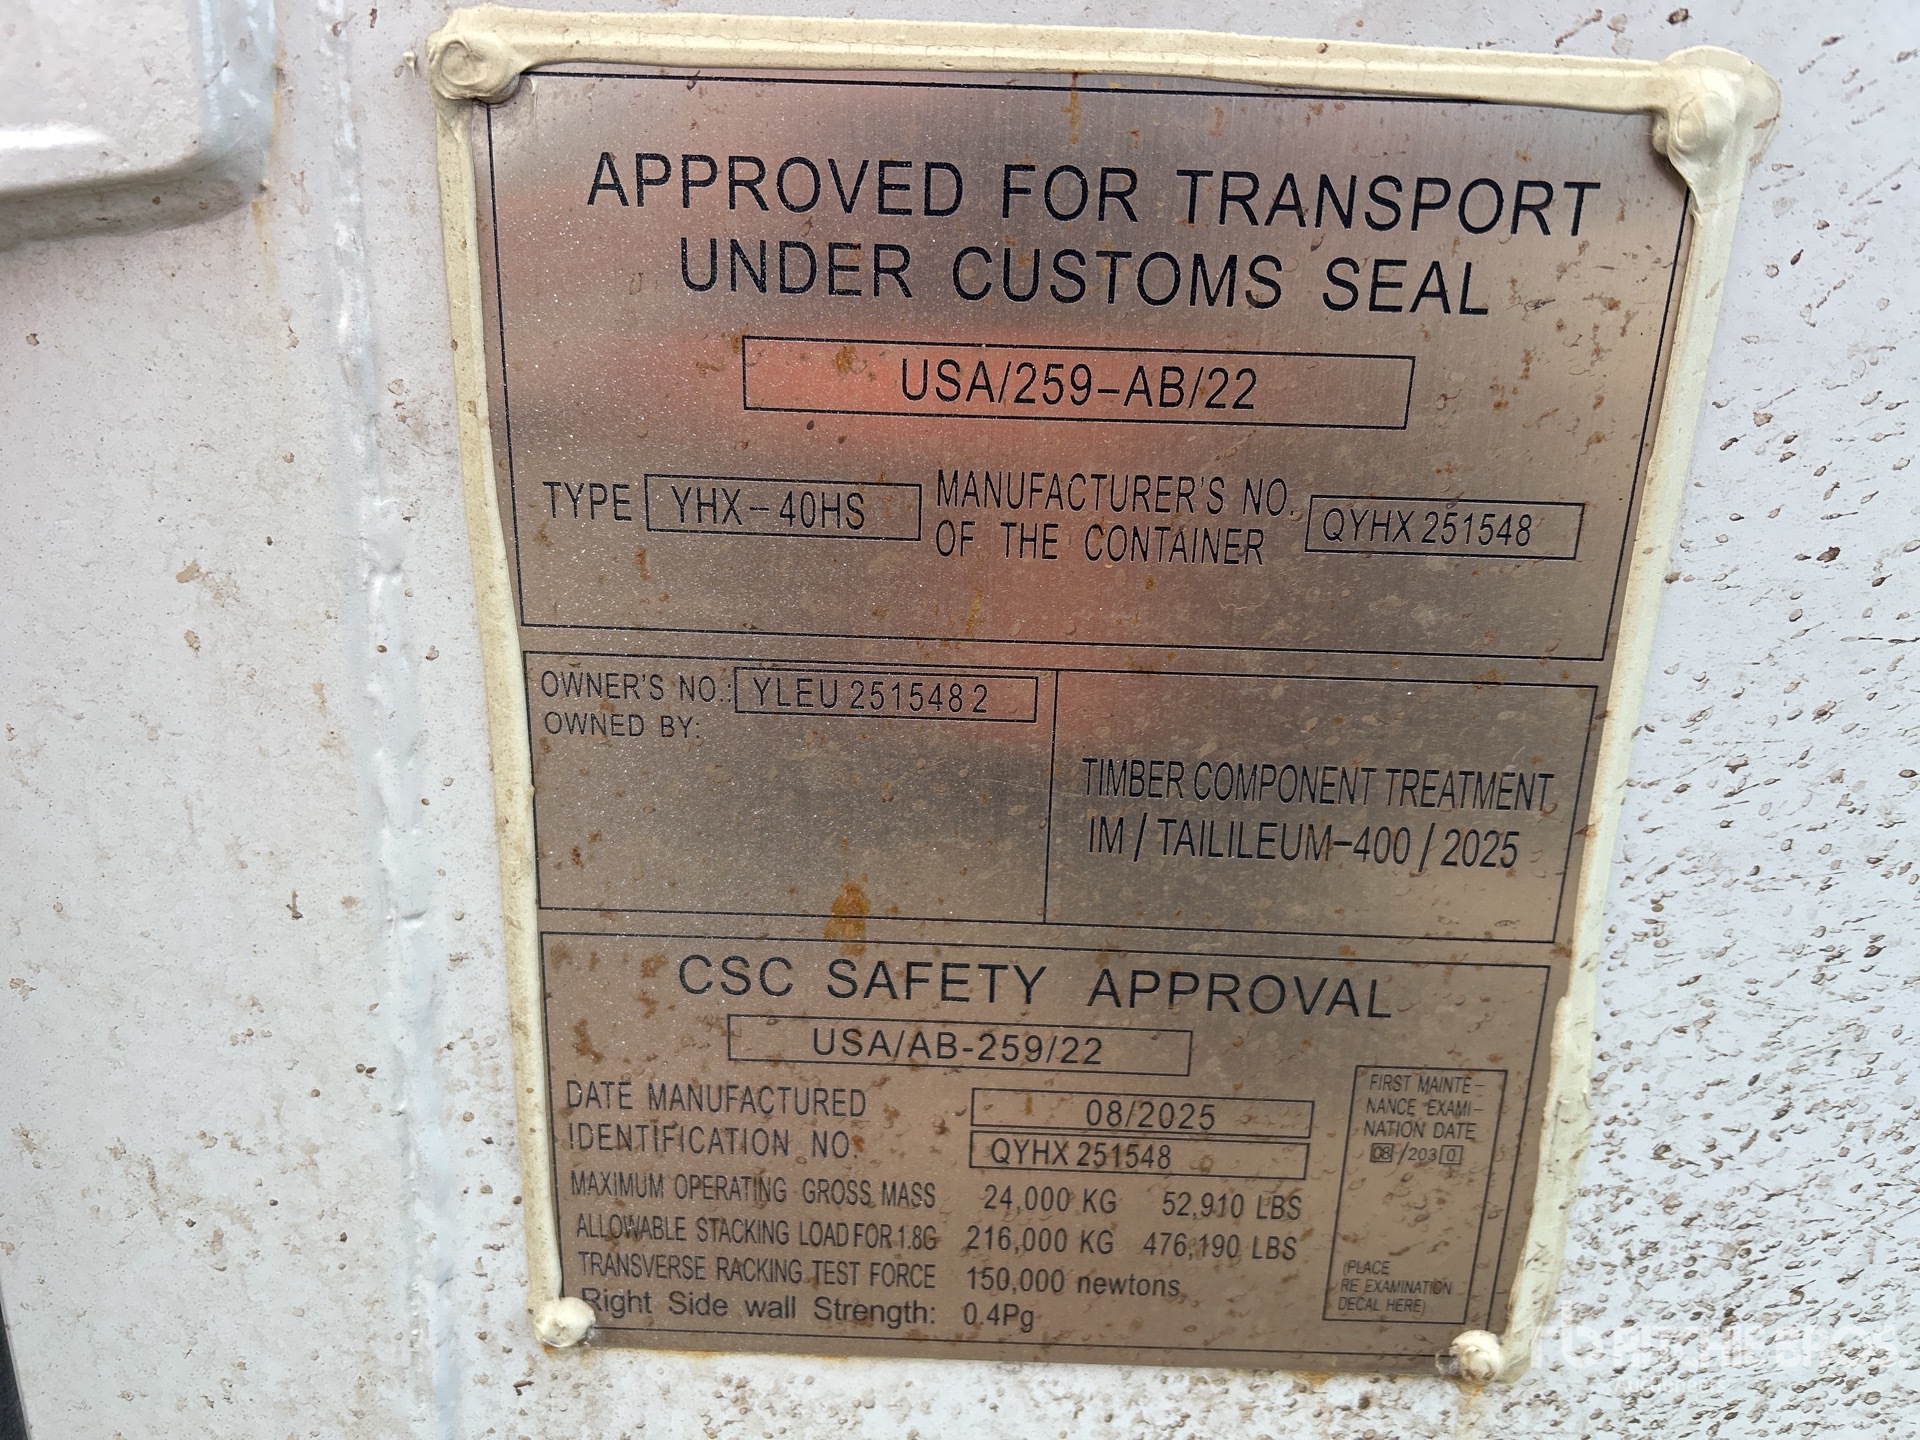 APPROVED FOR TRANSPORT
UNDER CUSTOMS SEAL
USA/259-AB/22
TYPE YHX-40HS MANUFACTURER'S NO. OF THE CONTAINER QYHX 251548
OWNER'S NO.: YLEU 251548 2
OWNED BY:
TIMBER COMPONENT TREATMENT
IM / TAILILEUM-400 / 2025
CSC SAFETY APPROVAL
USA/AB-259/22
DATE MANUFACTURED 08/2025
IDENTIFICATION NO. QYHX 251548
MAXIMUM OPERATING GROSS MASS 24,000 KG 52,910 LBS
ALLOWABLE STACKING LOAD FOR 1.8G 216,000 KG 476,190 LBS
TRANSVERSE RACKING TEST FORCE 150,000 newtons
Right Side wall Strength: 0.4Pg
FIRST MAINTE-
NANCE EXAMI-
NATION DATE
08/2030
(PLACE
RE EXAMINATION
DECAL HERE)